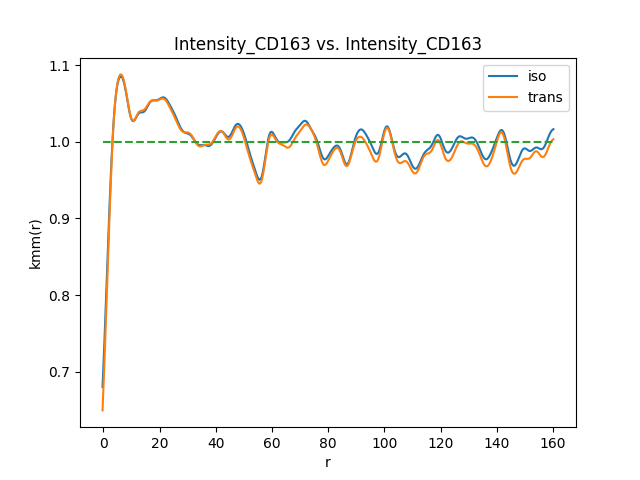 Intensity_CD163 vs. Intensity_CD163
1.1
1.0
0.9
0.8
0.7
kmm(r)
iso
trans
0 20 40 60 80 100 120 140 160
r